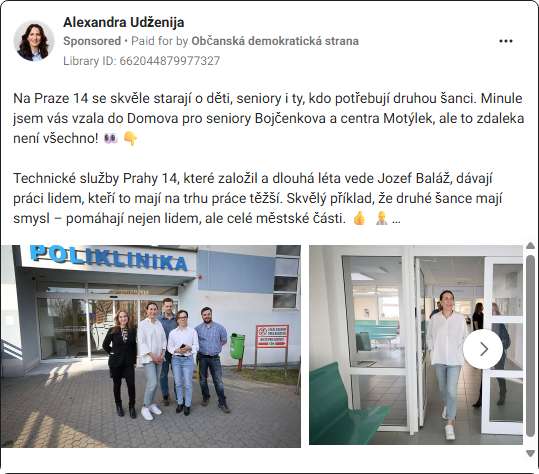 Alexandra Udženija
Sponsored • Paid for by Občanská demokratická strana
Library ID: 662044879977327
Na Praze 14 se skvěle starají o děti, seniory i ty, kdo potřebují druhou šanci. Minule
jsem vás vzala do Domova pro seniory Bojčenkova a centra Motýlek, ale to zdaleka
není všechno! 👀 👇
Technické služby Prahy 14, které založil a dlouhá léta vede Jozef Baláž, dávají
práci lidem, kteří to mají na trhu práce těžší. Skvělý příklad, že druhé šance mají
smysl – pomáhají nejen lidem, ale celé městské části. 👍 👷 ...
POLIKLINIKA